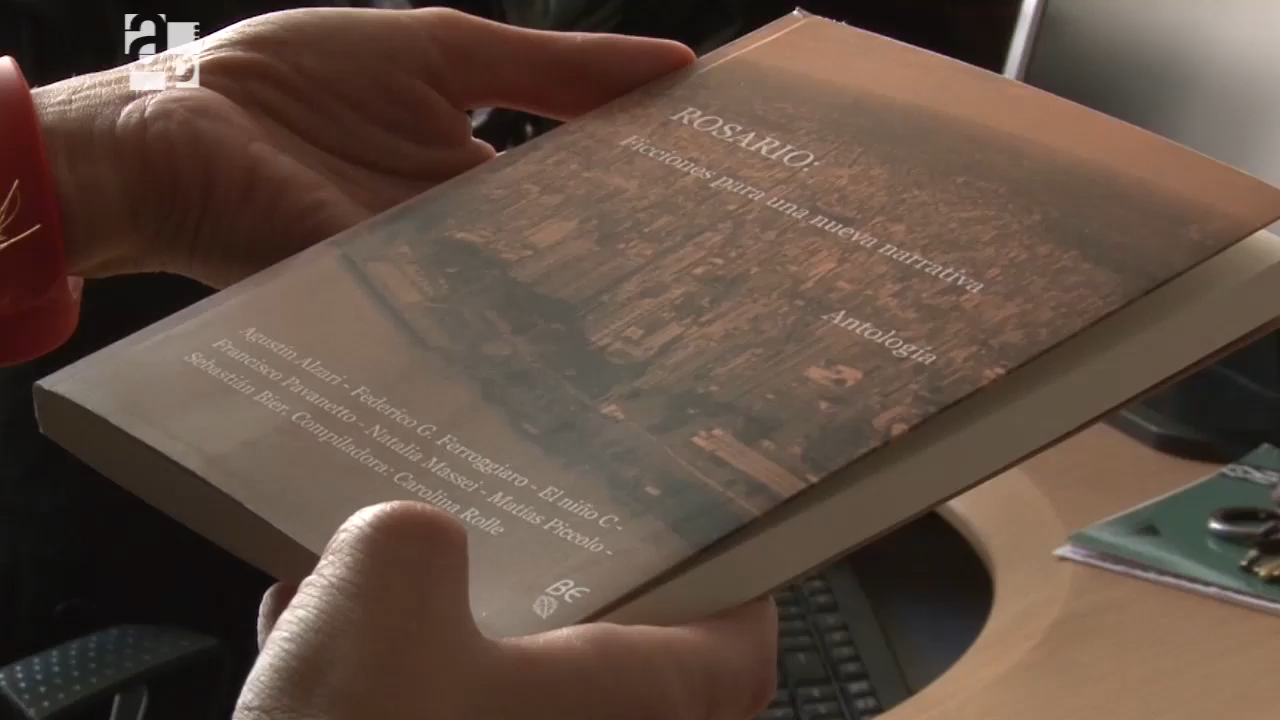 ROSARIO:
Ficciones para una nueva narrativa
Antología
Agustín Alzari - Federico G. Ferroggiaro - El niño C -
Francisco Pavanetto - Natalia Massei - Matías Piccolo -
Sebastián Bier. Compiladora: Carolina Rolle
BE